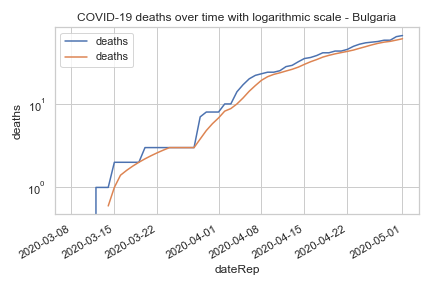 COVID-19 deaths over time with logarithmic scale - Bulgaria
deaths
deaths
deaths
10¹
10⁰
2020-03-08
2020-03-15
2020-03-22
2020-04-01
2020-04-08
2020-04-15
2020-04-22
2020-05-01
dateRep